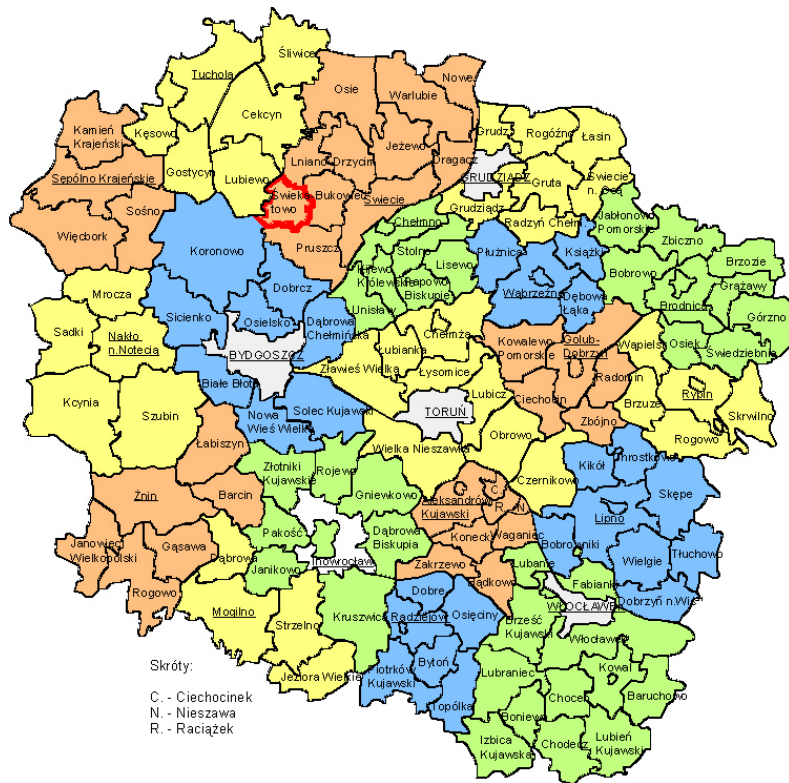 Śliwice
Tuchola
Osie
Nowe
Warlubie
Cekcyn
Kęsowo
Kamień
Krajeński
Grudz.
Rogóźno
Łasin
Jeżewo
Lniano
Drzycim
Dragacz
Gostycyn
Lubiewo
Sępólno Krajeńskie
GRUDZIĄDZ
Gruta
Świecie
n. Osą
Świeka
towo
Bukowiec
Świecie
Sośno
Grudziądz
Radzyń Chełm.
Jabłonowo
Pomorskie
Chełmno
Więcbork
Koronowo
Pruszcz
Stolno
Płużnica
Książki
Zbiczno
Kijewo
Królewskie
Lisewo
Brzozie
Papowo
Biskupie
Bobrowo
Mrocza
Dobrcz
Wąbrzeźno
Dębowa
Łąka
Grażawy
Brodnica
Unisław
Sadki
Nakło
n.Notecią
Sicienko
Osielsko
Dąbrowa
Chełmińska
Górzno
Chełmża
Kowalewo
Pomorskie
Golub-
Dobrzyń
Wąpielsk
Osiek
Świedziebnia
Łubianka
BYDGOSZCZ
Zławieś Wielka
Łysomice
Radomin
Kcynia
Białe Błota
Szubin
Lubicz
Ciechocin
Brzuze
Rypin
Skrwilno
Nowa
Wieś Wielka
Solec Kujawski
TORUŃ
Zbójno
Rogowo
Łabiszyn
Obrowo
Wielka Nieszawka
Kikół
Chrostkowo
Złotniki
Kujawskie
Rojewo
Czernikowo
Gniewkowo
Skępe
Żnin
Barcin
Aleksandrów
Kujawski
C.
R.
N.
Lipno
Pakość
Dąbrowa
Biskupia
Koneck
Waganiec
Janowiec
Wielkopolski
Gąsawa
Dąbrowa
Bobrowniki
Wielgie
Tłuchowo
Inowrocław
Zakrzewo
Lubanie
Janikowo
Bądkowo
Fabianki
Rogowo
Dobre
WŁOCŁAWEK
Dobrzyń n.Wis
Mogilno
Strzelno
Kruszwica
Radziejów
Osięciny
Brześć
Kujawski
Włocławek
Skróty:
Jeziora Wielkie
Piotrków
Kujawski
Bytoń
Lubraniec
Kowal
C. - Ciechocinek
N. - Nieszawa
R. - Raciążek
Topólka
Choceń
Baruchowo
Boniewo
Izbica
Kujawska
Chodecz
Lubień
Kujawski